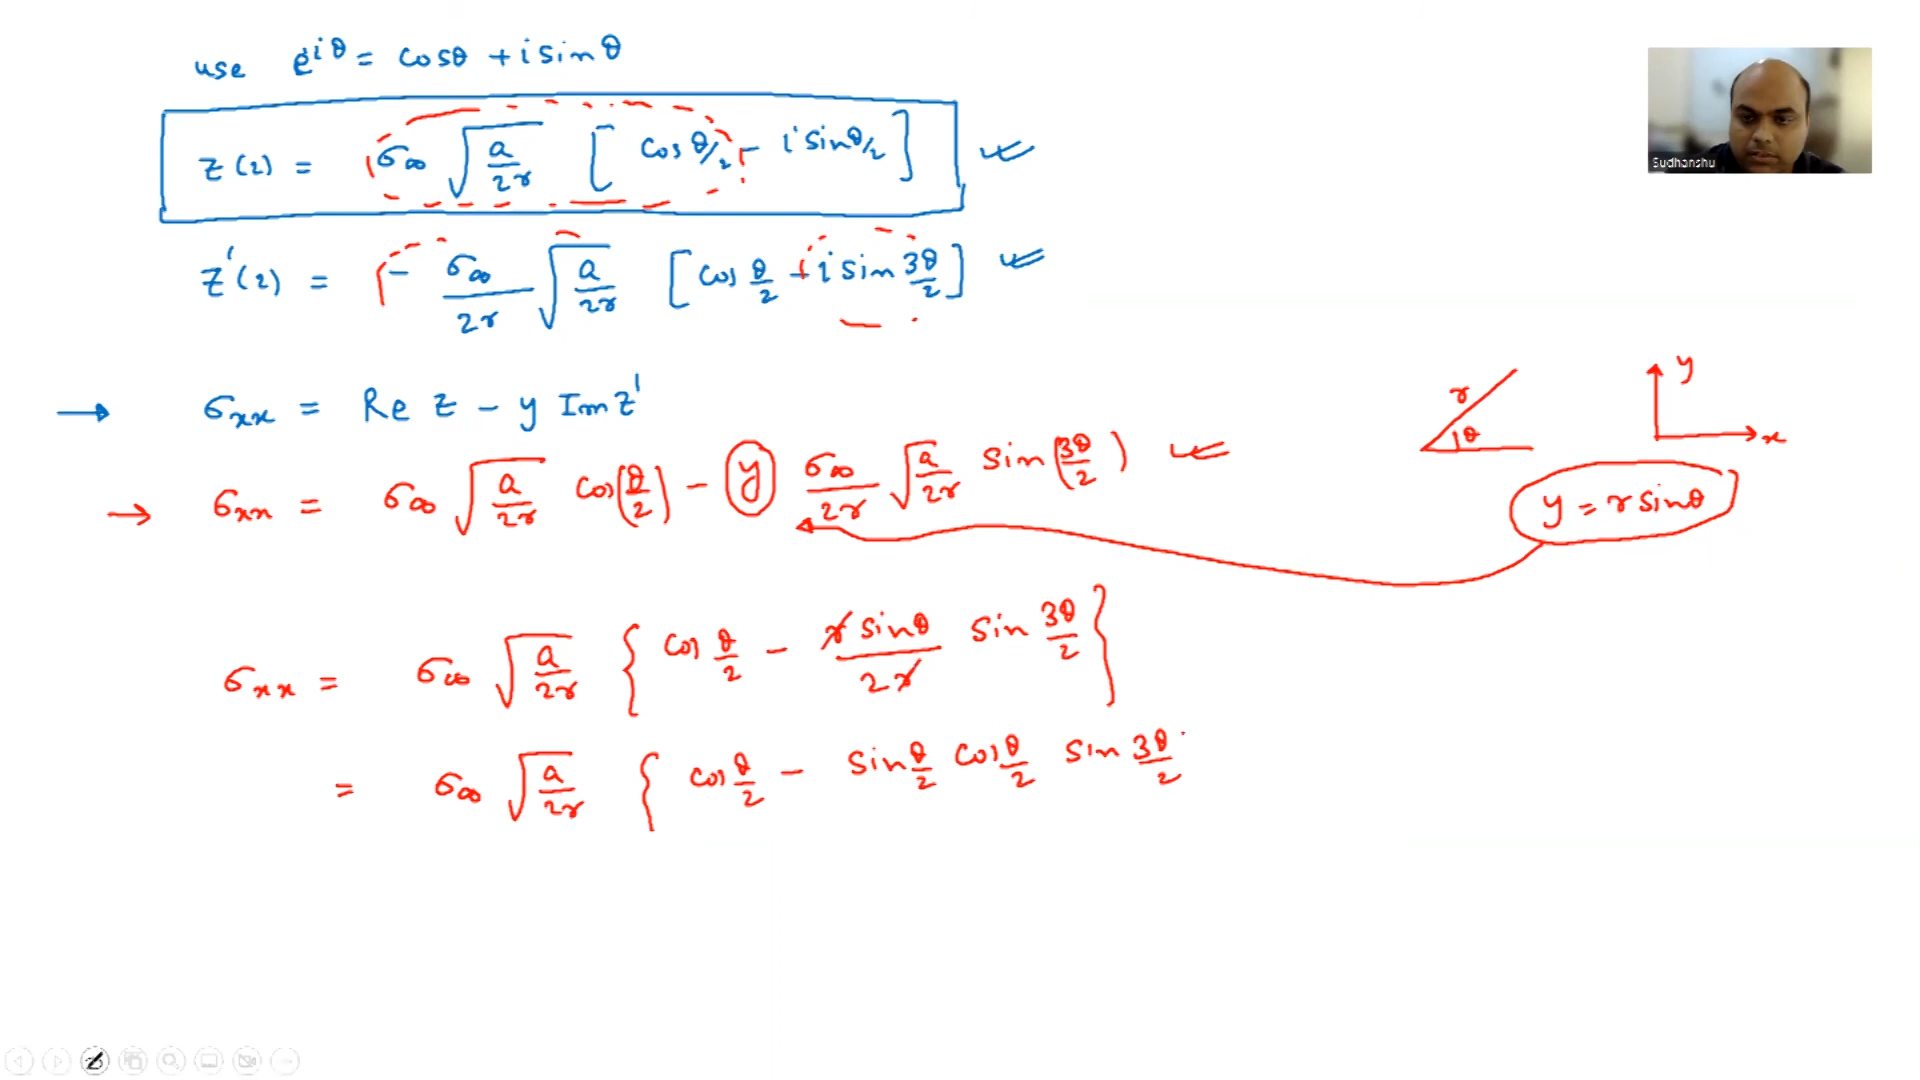 use e^{iθ} = cosθ + i sinθ
Z(z) = σ∞ √(a/2r) [ cos θ/2 - i sin θ/2 ]
Z'(z) = - σ∞/2r √(a/2r) [cos θ/2 + i sin 3θ/2]
→ σxx = Re Z - y Im Z'
→ σxx = σ∞ √(a/2r) cos(θ/2) - y σ∞/2r √(a/2r) sin(3θ/2)
r
θ
y
x
y = r sinθ
σxx = σ∞ √(a/2r) { cos θ/2 - r sinθ/2r sin 3θ/2 }
= σ∞ √(a/2r) { cos θ/2 - sin θ/2 cos θ/2 sin 3θ/2
Sudhanshu